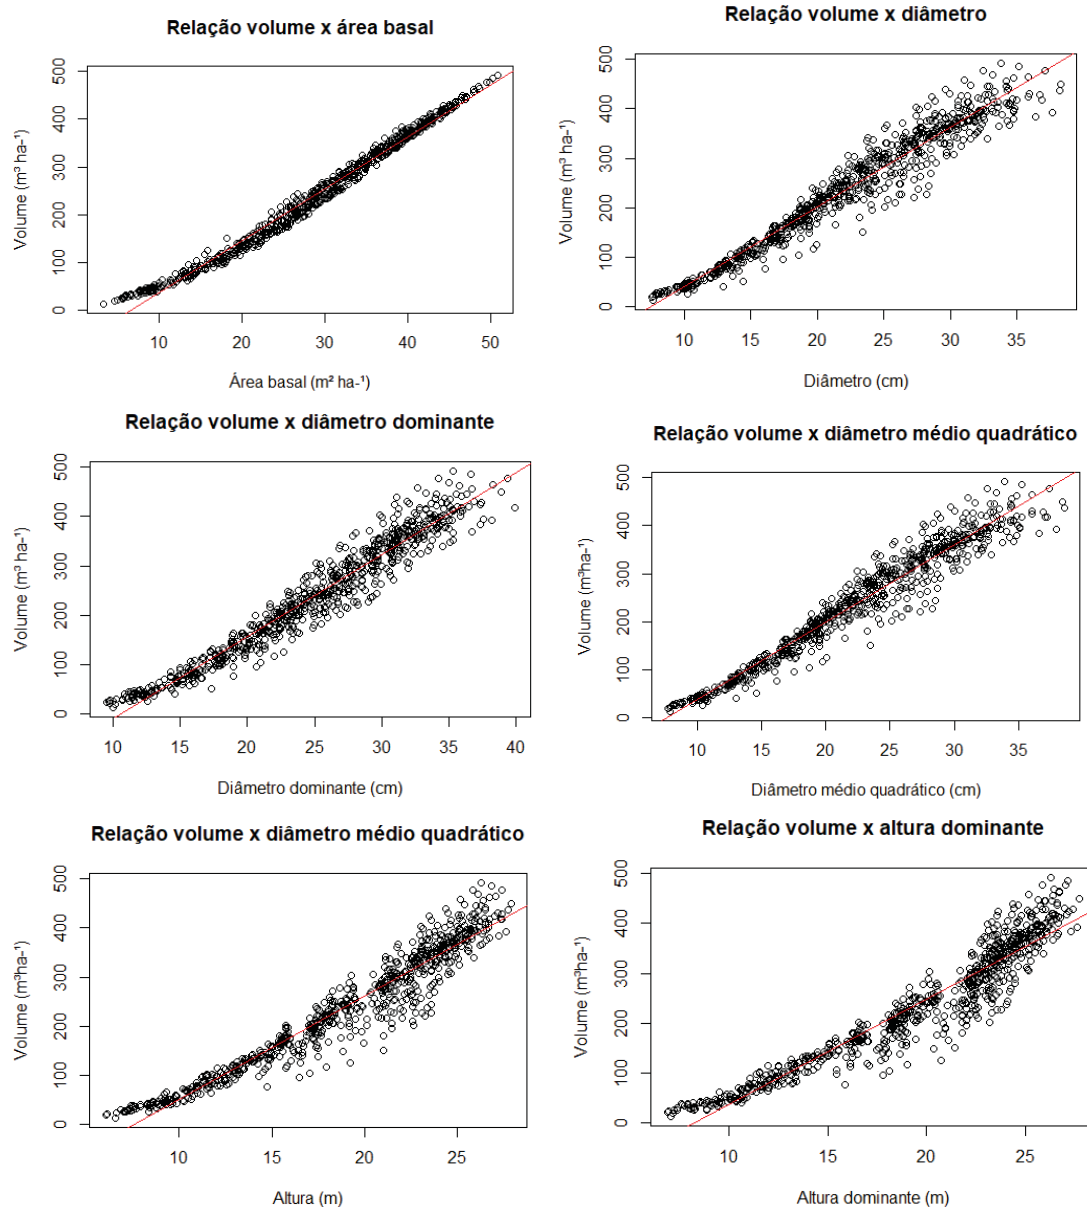 Relação volume x área basal
Volume (m³ ha-¹)
0 100 200 300 400 500
10 20 30 40 50
Área basal (m² ha-¹)
Relação volume x diâmetro
Volume (m³ ha-¹)
0 100 200 300 400 500
10 15 20 25 30 35
Diâmetro (cm)
Relação volume x diâmetro dominante
Volume (m³ ha-¹)
0 100 200 300 400 500
10 15 20 25 30 35 40
Diâmetro dominante (cm)
Relação volume x diâmetro médio quadrático
Volume (m³ha-¹)
0 100 200 300 400 500
10 15 20 25 30 35
Diâmetro médio quadrático (cm)
Relação volume x diâmetro médio quadrático
Volume (m³ha-¹)
0 100 200 300 400 500
10 15 20 25
Altura (m)
Relação volume x altura dominante
Volume (m³ha-¹)
0 100 200 300 400 500
10 15 20 25
Altura dominante (m)